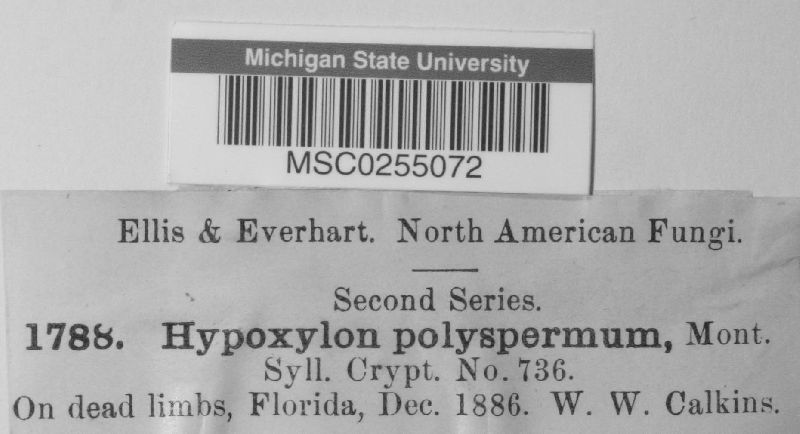 Michigan State University
MSC0255072
Ellis & Everhart. North American Fungi.
Second Series.
1788. Hypoxylon polyspermum, Mont.
Syll. Crypt. No. 736.
On dead limbs, Florida, Dec. 1886. W. W. Calkins.